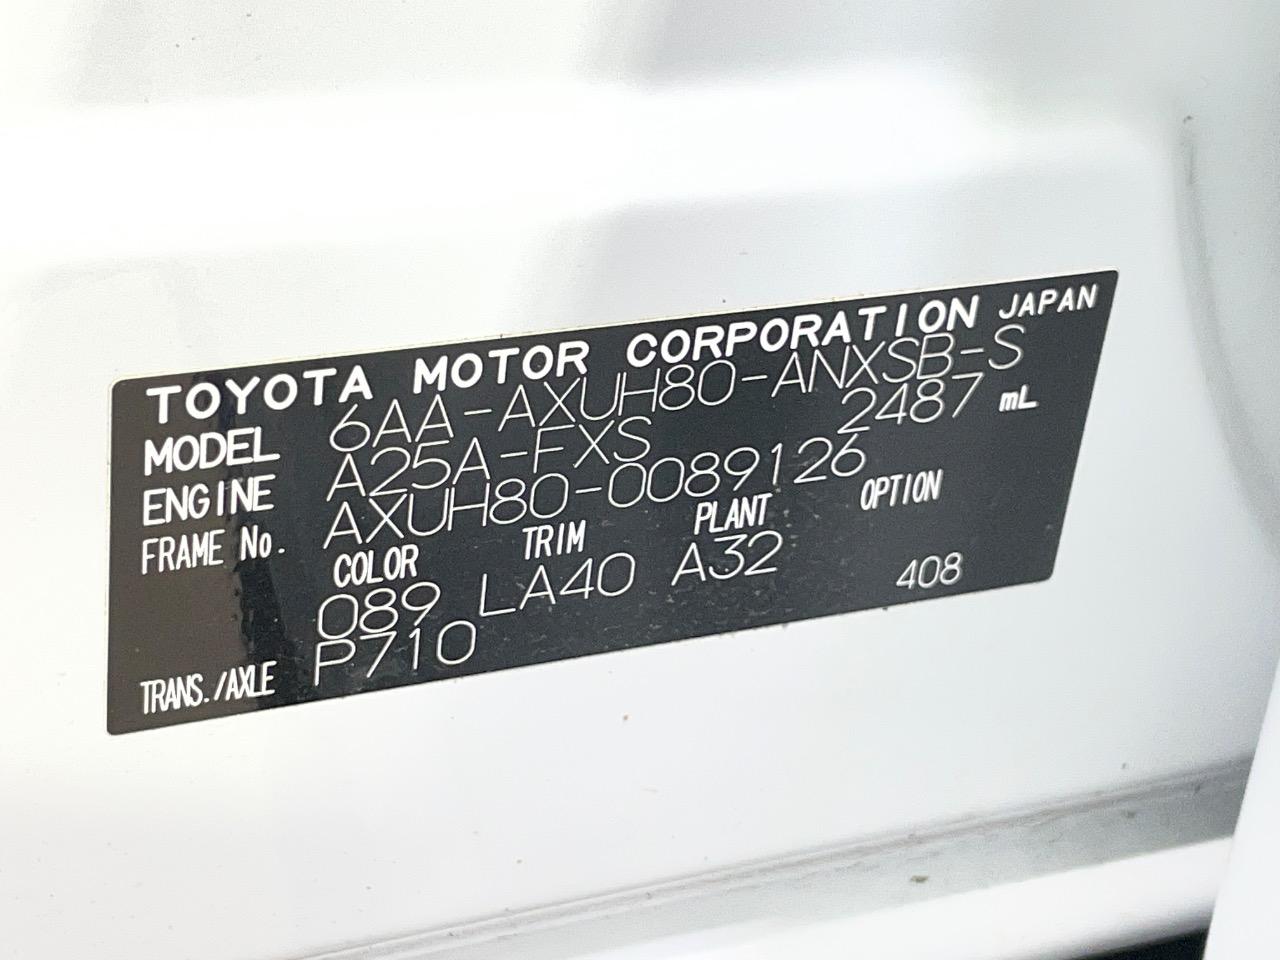 TOYOTA MOTOR CORPORATION JAPAN
MODEL 6AA-AXUH80-ANXSB-S
ENGINE A25A-FXS 2487 mL
FRAME No. AXUH80-0089126
COLOR TRIM PLANT OPTION
089 LA40 A32 408
TRANS./AXLE P710